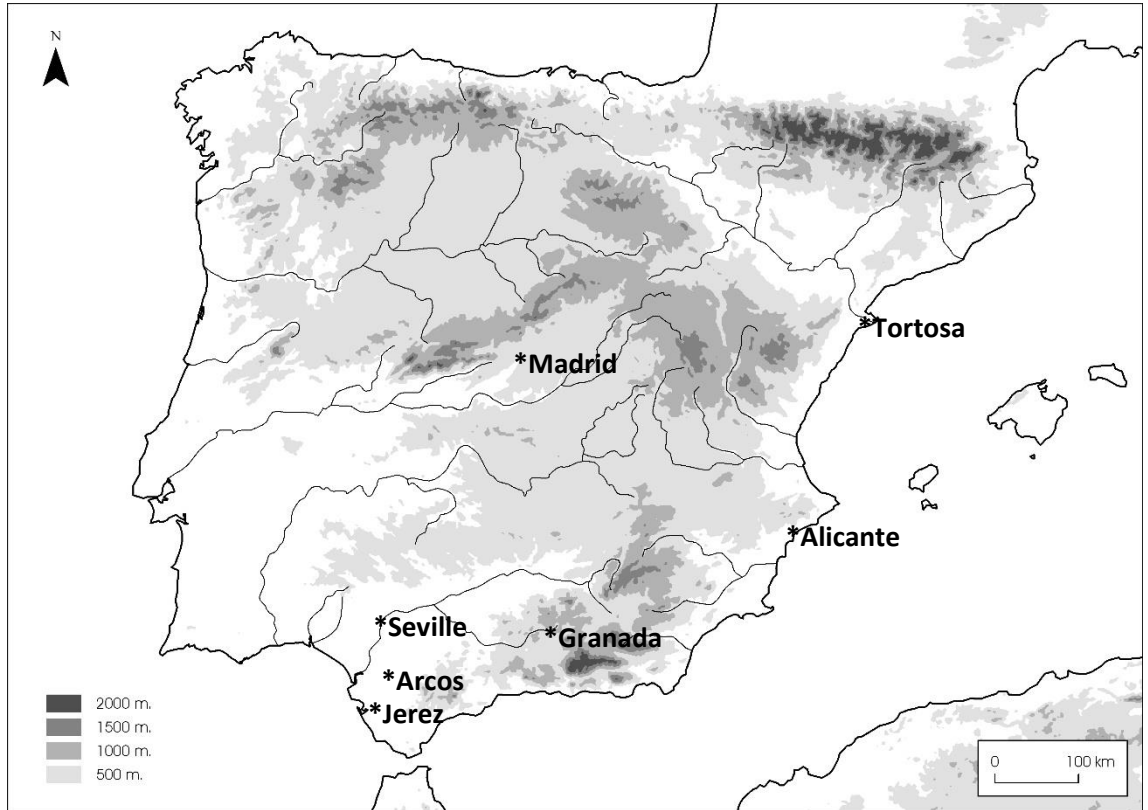 N
*Tortosa
*Madrid
*Alicante
*Seville
*Granada
*Arcos
*Jerez
2000 m.
1500 m.
1000 m.
500 m.
0 100 km